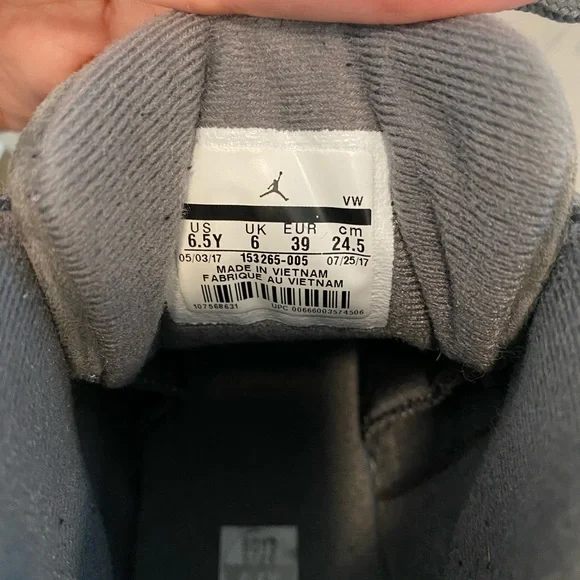 VW
US UK EUR cm
6.5Y 6 39 24.5
05/03/17 153265-005 07/25/17
MADE IN VIETNAM
FABRIQUE AU VIETNAM
107568631 UPC 00666003574506